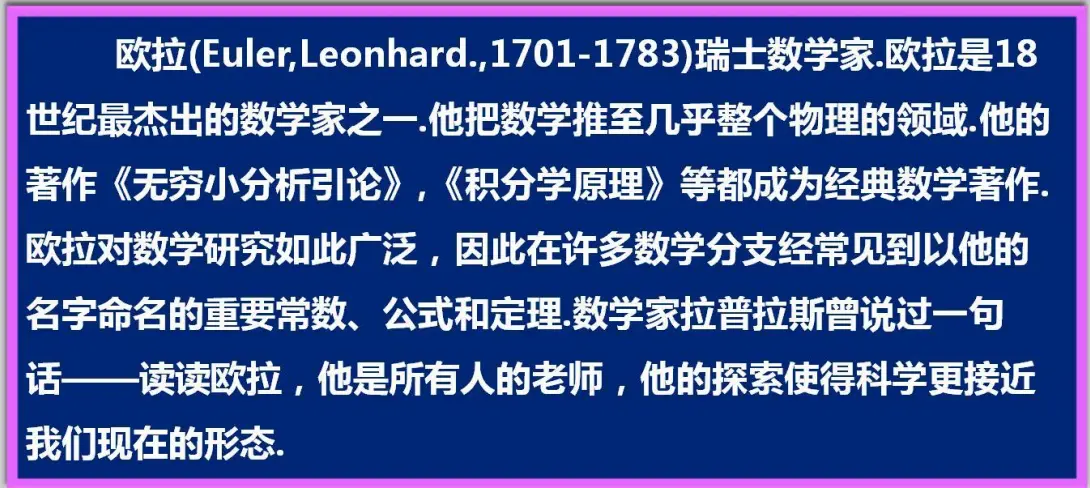 欧拉(Euler,Leonhard.,1701-1783)瑞士数学家.欧拉是18
世纪最杰出的数学家之一.他把数学推至几乎整个物理的领域.他的
著作《无穷小分析引论》,《积分学原理》等都成为经典数学著作.
欧拉对数学研究如此广泛，因此在许多数学分支经常见到以他的
名字命名的重要常数、公式和定理.数学家拉普拉斯曾说过一句
话——读读欧拉，他是所有人的老师，他的探索使得科学更接近
我们现在的形态.